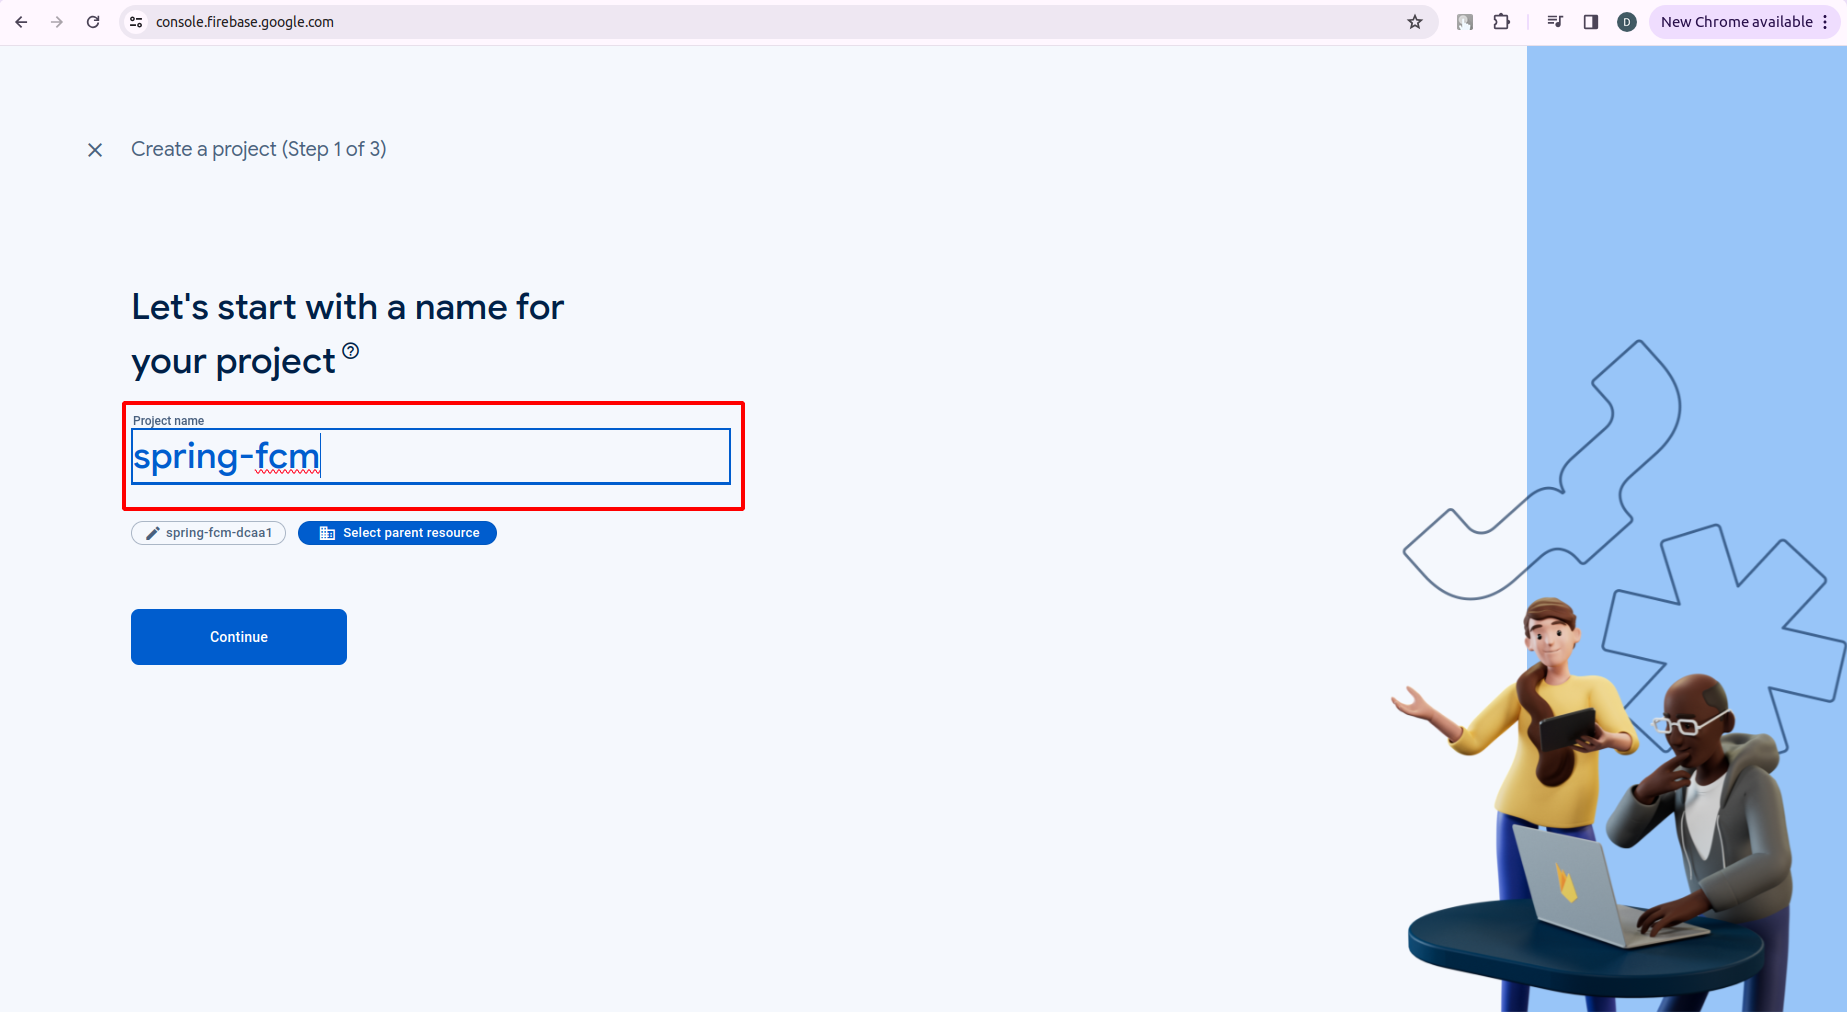 console.firebase.google.com
D
New Chrome available
Create a project (Step 1 of 3)
Let's start with a name for
your project
Project name
spring-fcm
spring-fcm-dcaa1
Select parent resource
Continue